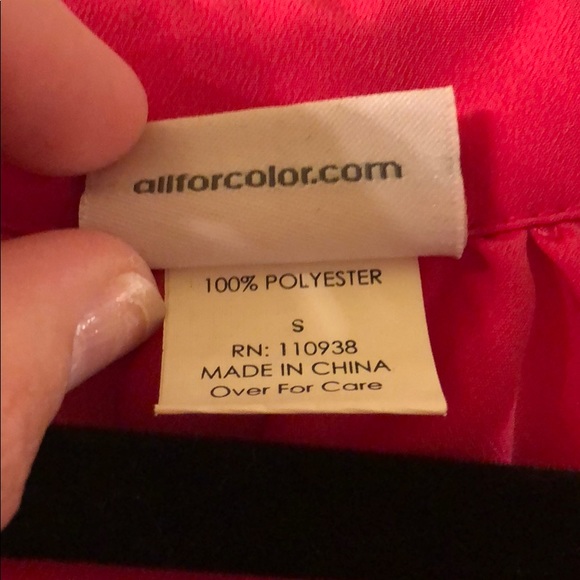 allforcolor.com
100% POLYESTER
S
RN: 110938
MADE IN CHINA
Over For Care